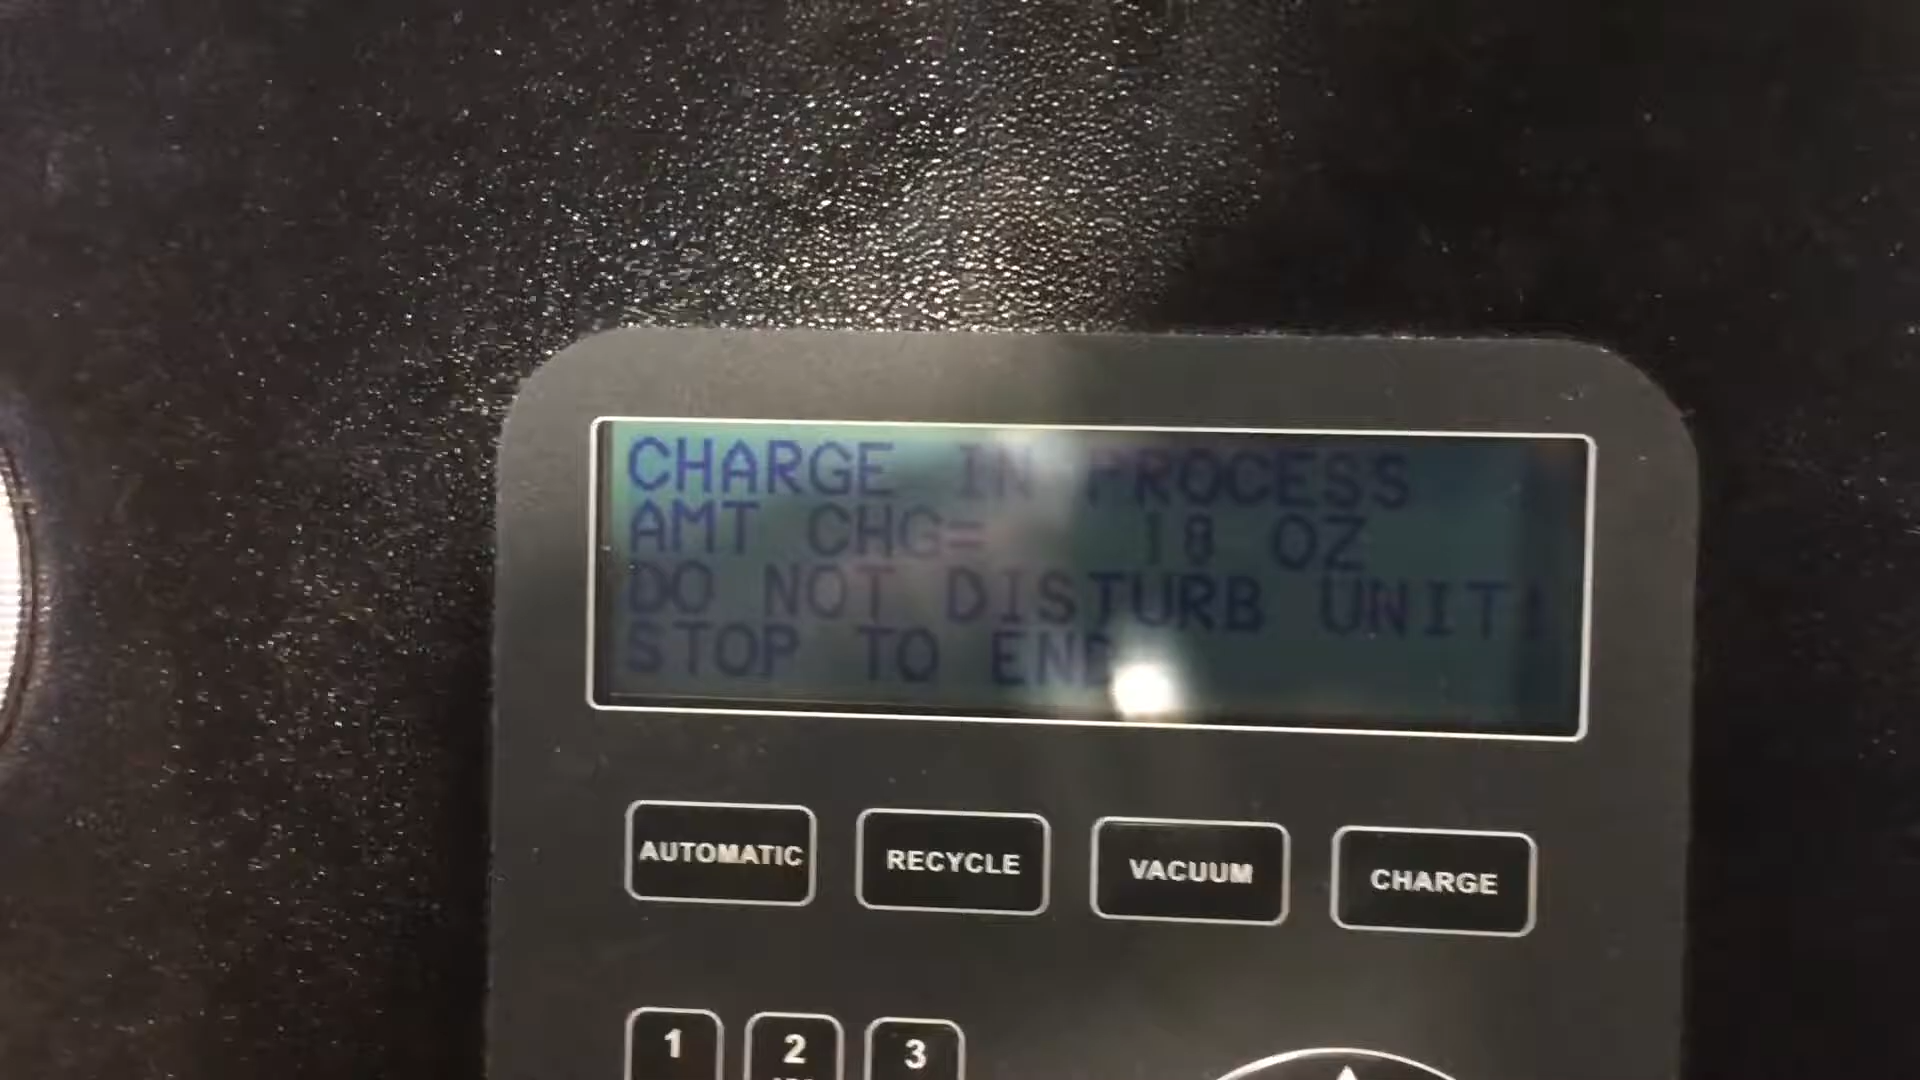 CHARGE IN PROCESS
AMT CHG= 18 OZ
DO NOT DISTURB UNIT!
STOP TO END
AUTOMATIC RECYCLE VACUUM CHARGE
1 2 3